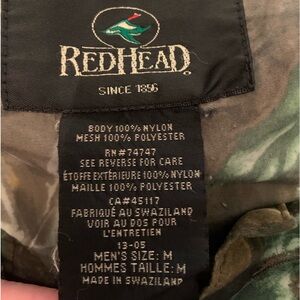 REDHEAD
SINCE 1856
BODY 100% NYLON
MESH 100% POLYESTER
RN#74747
SEE REVERSE FOR CARE
ÉTOFFE EXTÉRIEURE 100% NYLON
MAILLE 100% POLYESTER
CA#45117
FABRIQUÉ AU SWAZILAND
VOIR AU DOS POUR
L'ENTRETIEN
13-05
MEN'S SIZE: M
HOMMES TAILLE: M
MADE IN SWAZILAND